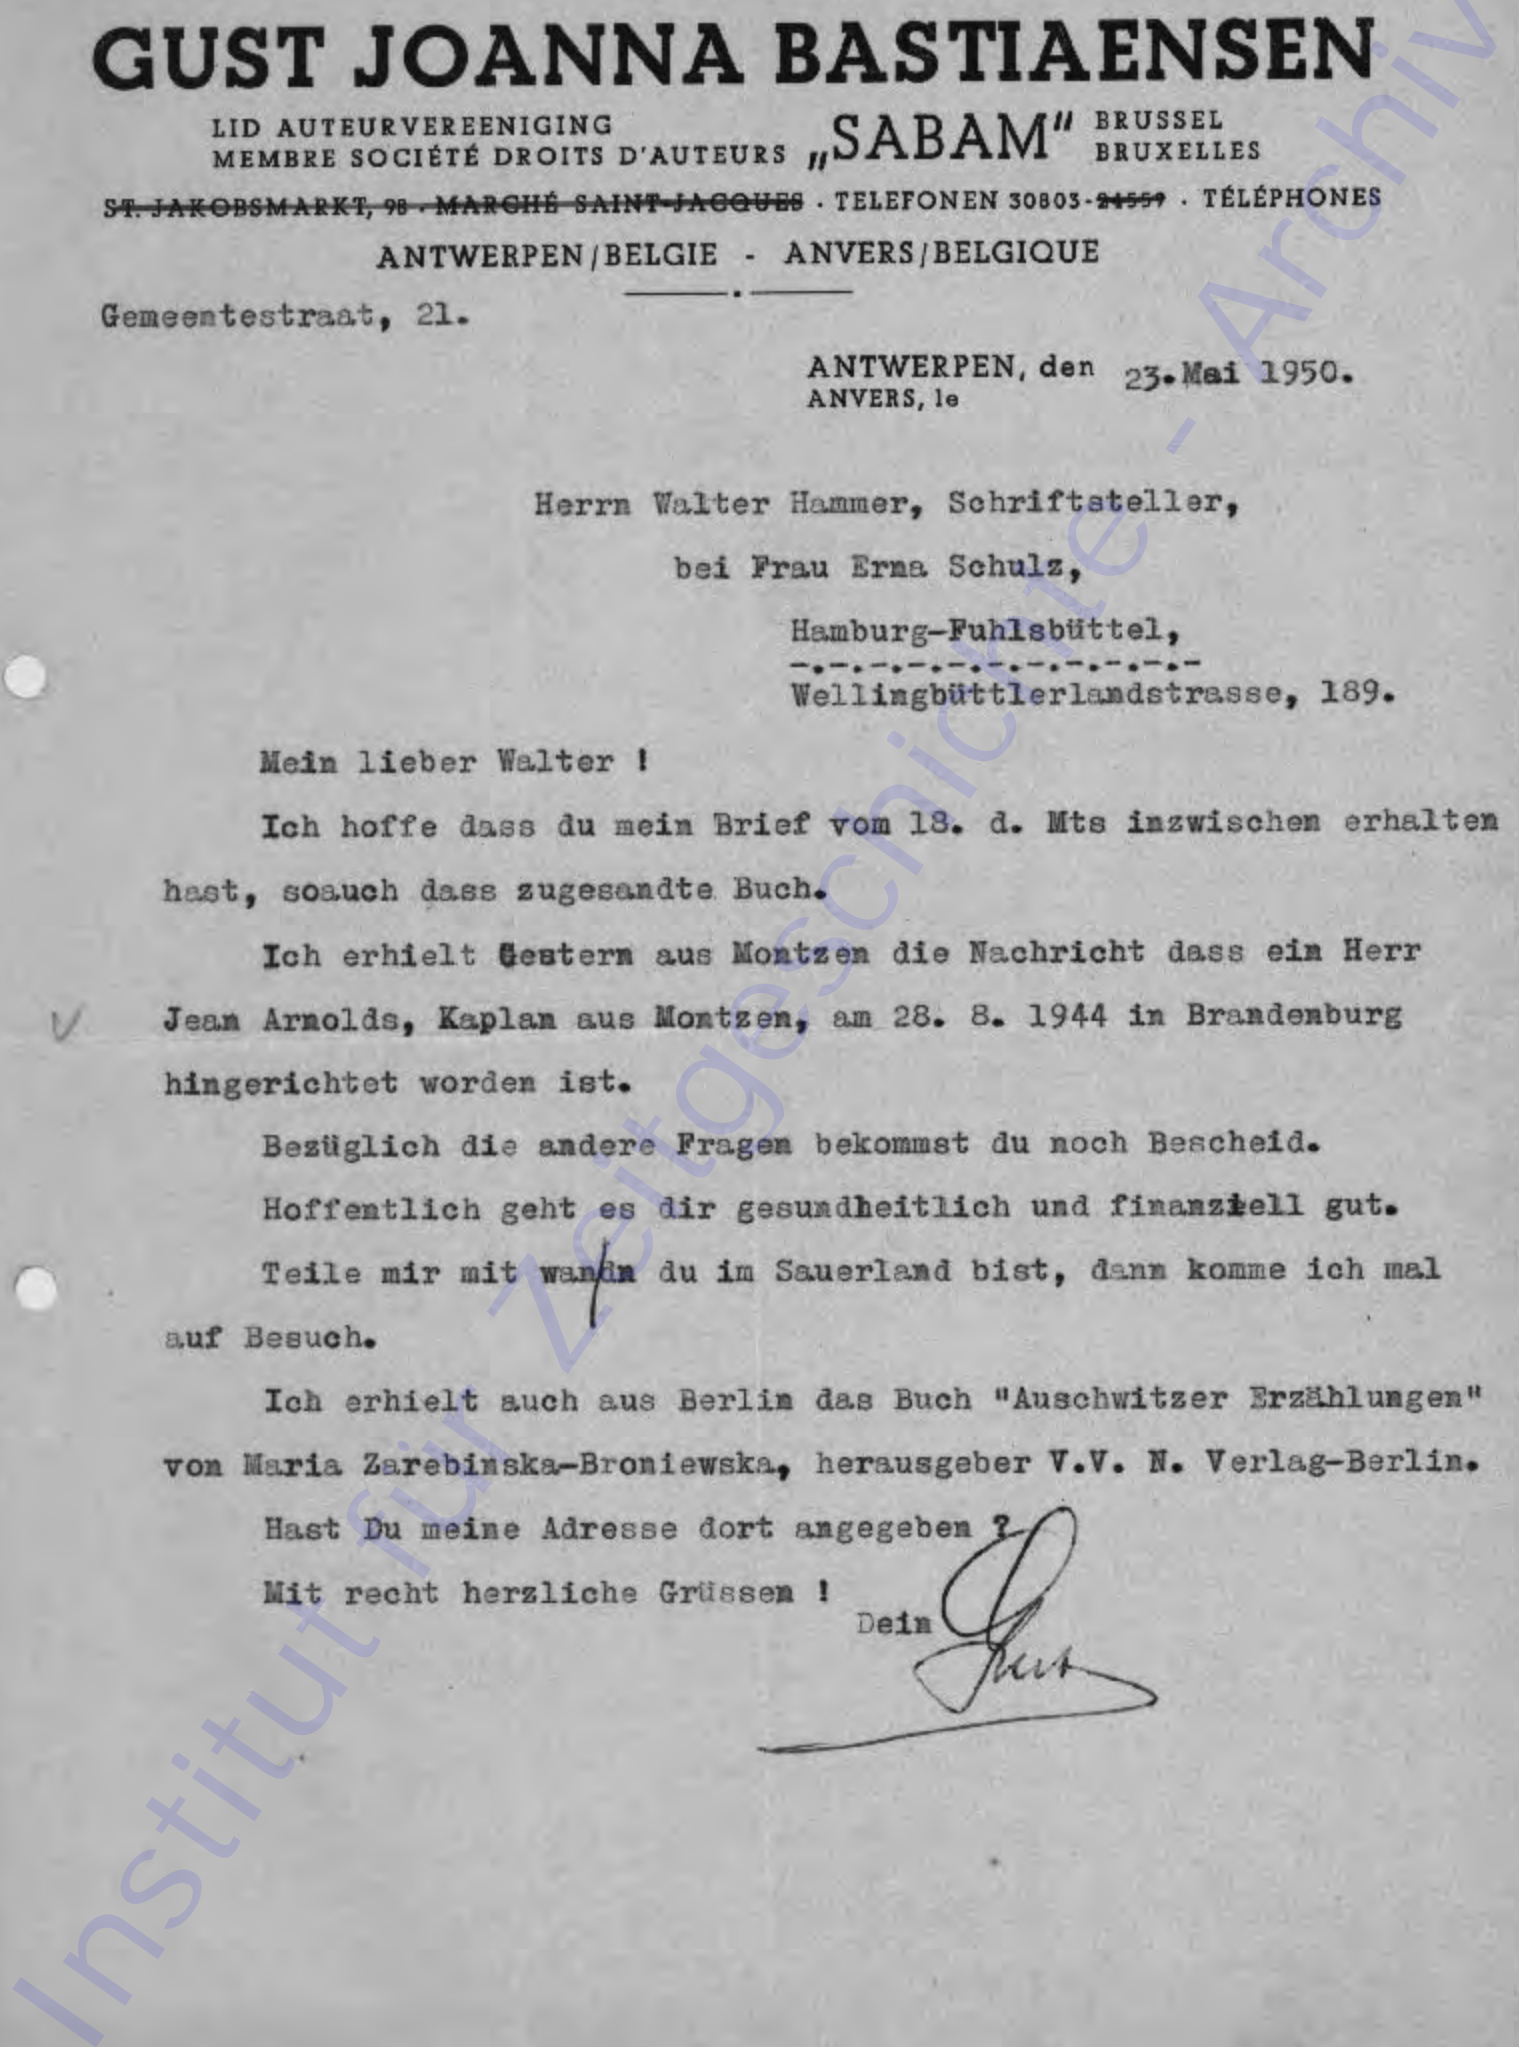 GUST JOANNA BASTIAENSEN
LID AUTEURVEREENIGING
MEMBRE SOCIÉTÉ DROITS D'AUTEURS „SABAM" BRUSSEL
BRUXELLES
ST. JAKOBSMARKT, 98 . MARCHÉ SAINT-JACQUES . TELEFONEN 30803-24559 . TÉLÉPHONES
ANTWERPEN/BELGIE - ANVERS/BELGIQUE
Gemeentestraat, 21.
ANTWERPEN, den 23.Mai 1950.
ANVERS, le
Herrn Walter Hammer, Schriftsteller,
bei Frau Erna Schulz,
Hamburg-Fuhlsbüttel,
-.-.-.-.-.-.-.-.-.-.-
Wellingbüttlerlandstrasse, 189.
Mein lieber Walter !
Ich hoffe dass du mein Brief vom 18. d. Mts inzwischen erhalten
hast, soauch dass zugesandte Buch.
Ich erhielt Gestern aus Montzen die Nachricht dass ein Herr
Jean Arnolds, Kaplan aus Montzen, am 28. 8. 1944 in Brandenburg
hingerichtet worden ist.
Bezüglich die andere Fragen bekommst du noch Bescheid.
Hoffentlich geht es dir gesundheitlich und finanziell gut.
Teile mir mit wann du im Sauerland bist, dann komme ich mal
auf Besuch.
Ich erhielt auch aus Berlin das Buch "Auschwitzer Erzählungen"
von Maria Zarebinska-Broniewska, herausgeber V.V. N. Verlag-Berlin.
Hast Du meine Adresse dort angegeben ?
Mit recht herzliche Grüssen !
Dein
Gust
Institut für Zeitgeschichte - Archiv